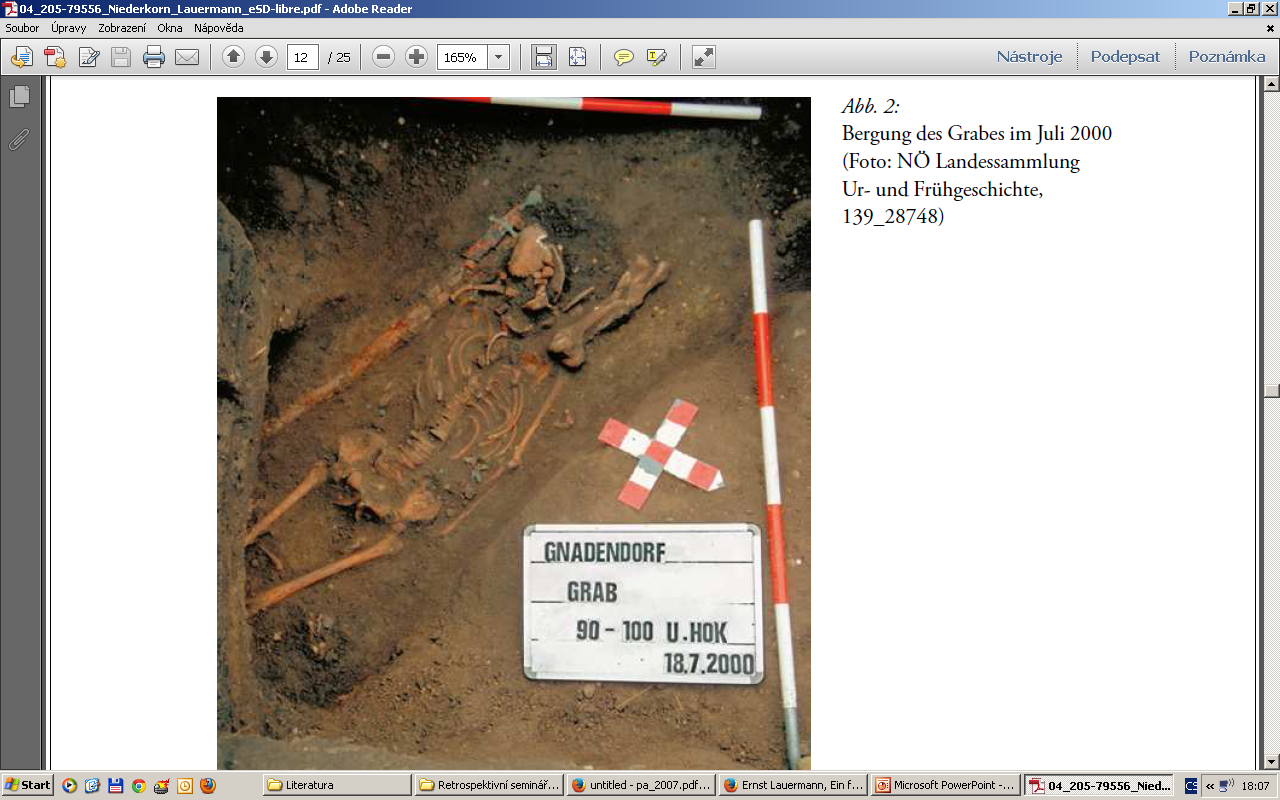 04_205-79556_Niederkorn_Lauermann_eSD-libre.pdf - Adobe Reader
Soubor Úpravy Zobrazení Okna Nápověda
12 / 25 165% Nástroje Podepsat Poznámka
Abb. 2:
Bergung des Grabes im Juli 2000
(Foto: NÖ Landessammlung
Ur- und Frühgeschichte,
139_28748)
GNADENDORF
GRAB
90 - 100 U.HOK
18.7.2000
Start Literatura Retrospektivní seminář... untitled - pa_2007.pdf... Ernst Lauermann, Ein f... Microsoft PowerPoint -... 04_205-79556_Nied... CS « 18:07